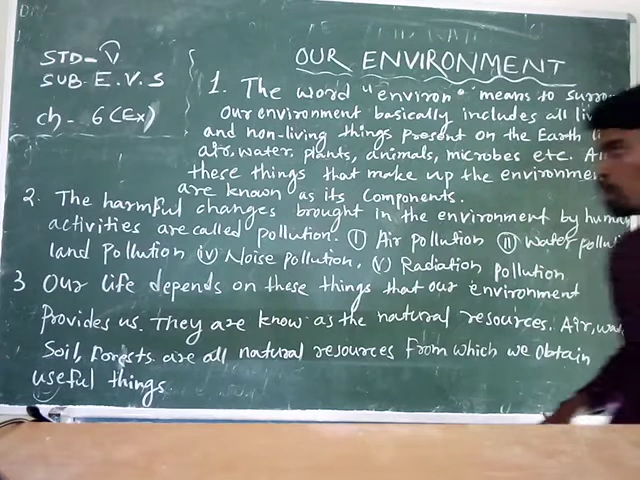 STD - V
SUB. E.V.S
Ch - 6 (Ex)
OUR ENVIRONMENT
1. The word "environ" means to surro
Our environment basically includes all liv
and non-living things present on the Earth
air, water, plants, animals, microbes etc. A
these things that make up the environmen
are known as its Components.
2. The harmful changes brought in the environment by human
activities are called pollution. (i) Air pollution (ii) Water pollu
land Pollution (iv) Noise Pollution, (v) Radiation pollution
3 Our life depends on these things that our environment
Provides us. They are know as the natural resources. Air, wat
Soil, Forests are all natural resources from which we obtain
useful things.